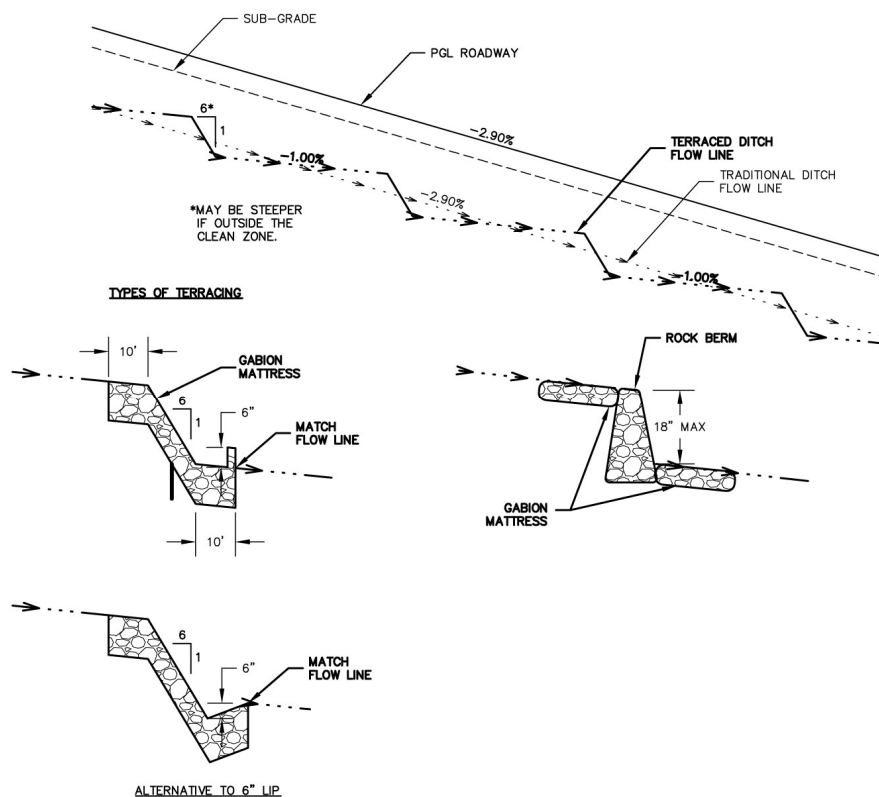 SUB-GRADE
PGL ROADWAY
6*
1
-2.90%
TERRACED DITCH
FLOW LINE
-1.00%
TRADITIONAL DITCH
FLOW LINE
-2.90%
*MAY BE STEEPER
IF OUTSIDE THE
CLEAN ZONE.
-1.00%
TYPES OF TERRACING
10'
GABION
MATTRESS
6
1
6"
MATCH
FLOW LINE
10'
ROCK BERM
18" MAX
GABION
MATTRESS
6
1
6"
MATCH
FLOW LINE
ALTERNATIVE TO 6" LIP